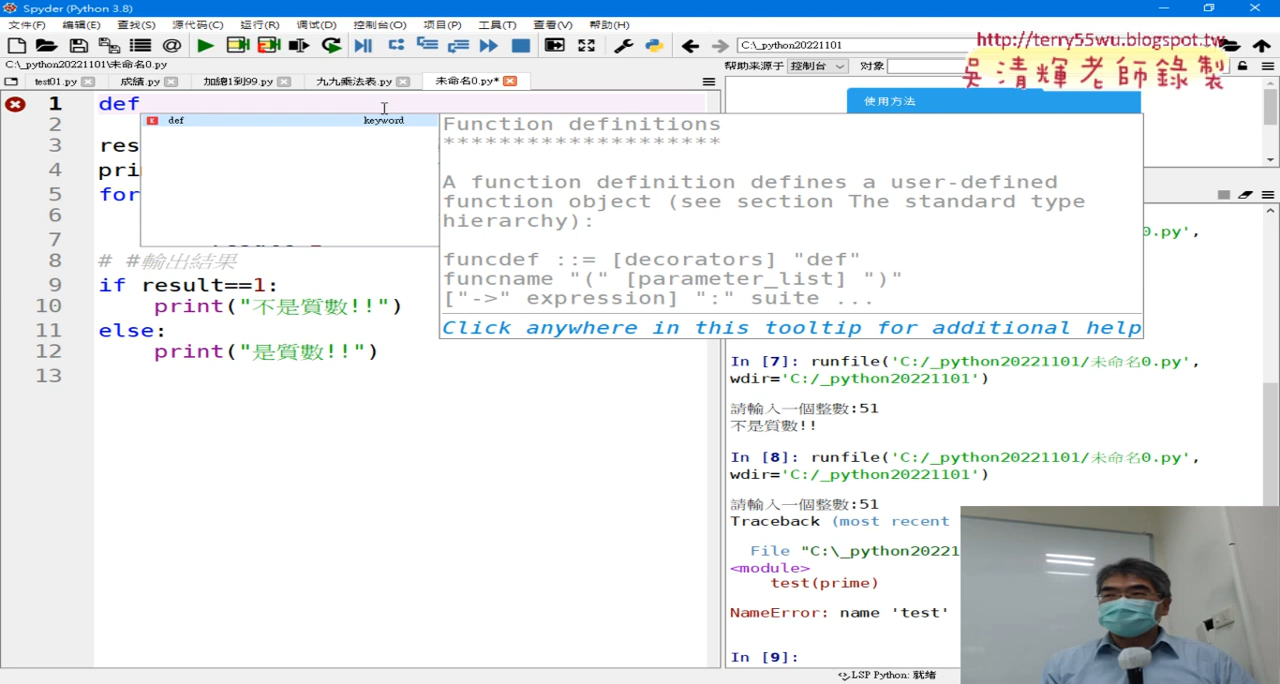 Spyder (Python 3.8)
文件(F) 编辑(E) 查找(S) 源代码(C) 运行(R) 调试(D) 控制台(O) 项目(P) 工具(T) 查看(V) 帮助(H)
C:\_python20221101
http://terry55wu.blogspot.tw
吳清輝老師錄製
C:\_python20221101\未命名0.py
帮助来源于 控制台 对象
test01.py 成績.py 加總1到99.py 九九乘法表.py 未命名0.py*
使用方法
1 def
def keyword
Function definitions
********************
A function definition defines a user-defined
function object (see section The standard type
hierarchy):
funcdef ::= [decorators] "def"
funcname "(" [parameter_list] ")"
["->" expression] ":" suite ...
Click anywhere in this tooltip for additional help
2
3 res
4 pri
5 for
6
7
8 # #輸出結果
9 if result==1:
10 print("不是質數!!")
11 else:
12 print("是質數!!")
13
0.py',
In [7]: runfile('C:/_python20221101/未命名0.py',
wdir='C:/_python20221101')
請輸入一個整數:51
不是質數!!
In [8]: runfile('C:/_python20221101/未命名0.py',
wdir='C:/_python20221101')
請輸入一個整數:51
Traceback (most recent
File "C:\_python20221
<module>
test(prime)
NameError: name 'test'
In [9]:
LSP Python: 就绪